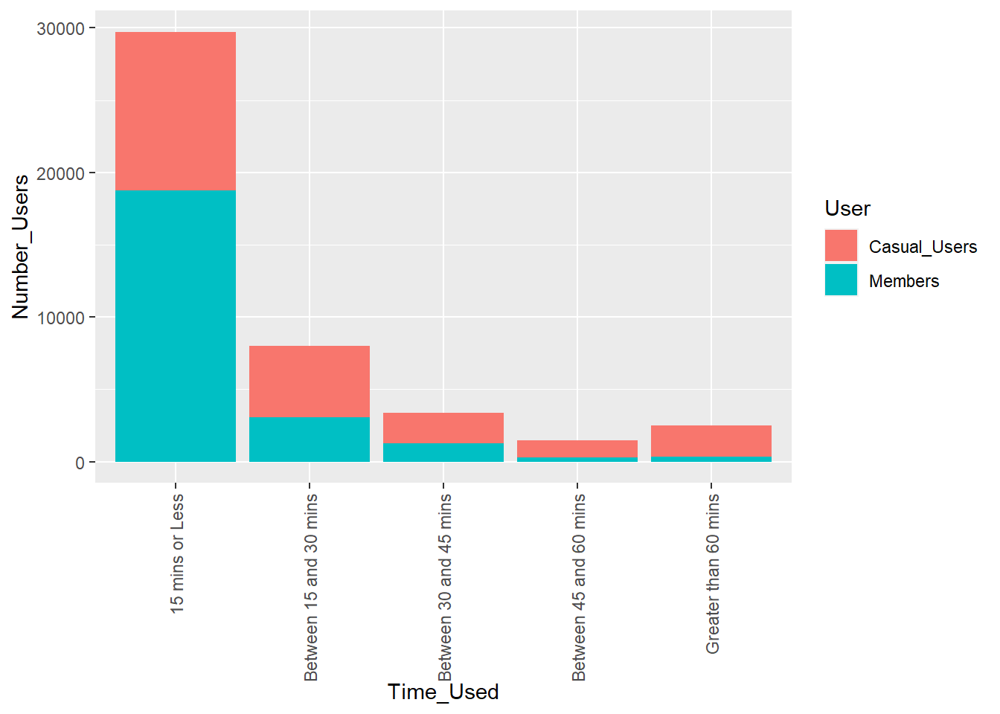 30000
20000
10000
0
Number_Users
15 mins or Less
Between 15 and 30 mins
Between 30 and 45 mins
Between 45 and 60 mins
Greater than 60 mins
Time_Used
User
Casual_Users
Members